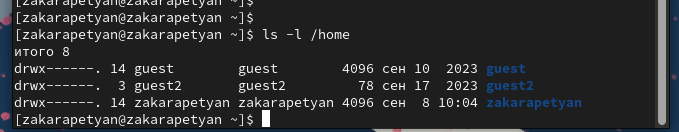 [zakarapetyan@zakarapetyan ~]$
[zakarapetyan@zakarapetyan ~]$
[zakarapetyan@zakarapetyan ~]$ ls -l /home
итого 8
drwx------. 14 guest        guest        4096 сен 10  2023 guest
drwx------.  3 guest2       guest2         78 сен 17  2023 guest2
drwx------. 14 zakarapetyan zakarapetyan 4096 сен  8 10:04 zakarapetyan
[zakarapetyan@zakarapetyan ~]$